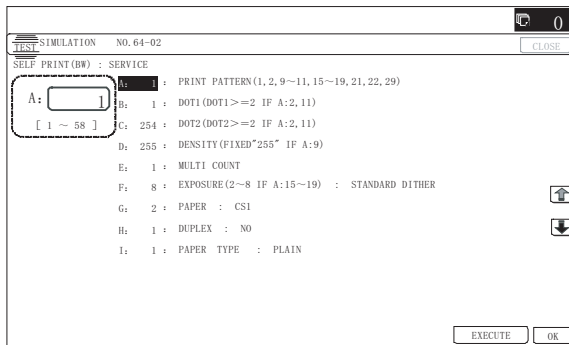 0
TEST SIMULATION NO.64-02
CLOSE
SELF PRINT(BW) : SERVICE
A: 1
[ 1 ~ 58 ]
A: 1 : PRINT PATTERN(1,2,9~11,15~19,21,22,29)
B: 1 : DOT1(DOT1>=2 IF A:2,11)
C: 254 : DOT2(DOT2>=2 IF A:2,11)
D: 255 : DENSITY(FIXED"255" IF A:9)
E: 1 : MULTI COUNT
F: 8 : EXPOSURE(2~8 IF A:15~19) : STANDARD DITHER
G: 2 : PAPER : CS1
H: 1 : DUPLEX : NO
I: 1 : PAPER TYPE : PLAIN
EXECUTE OK